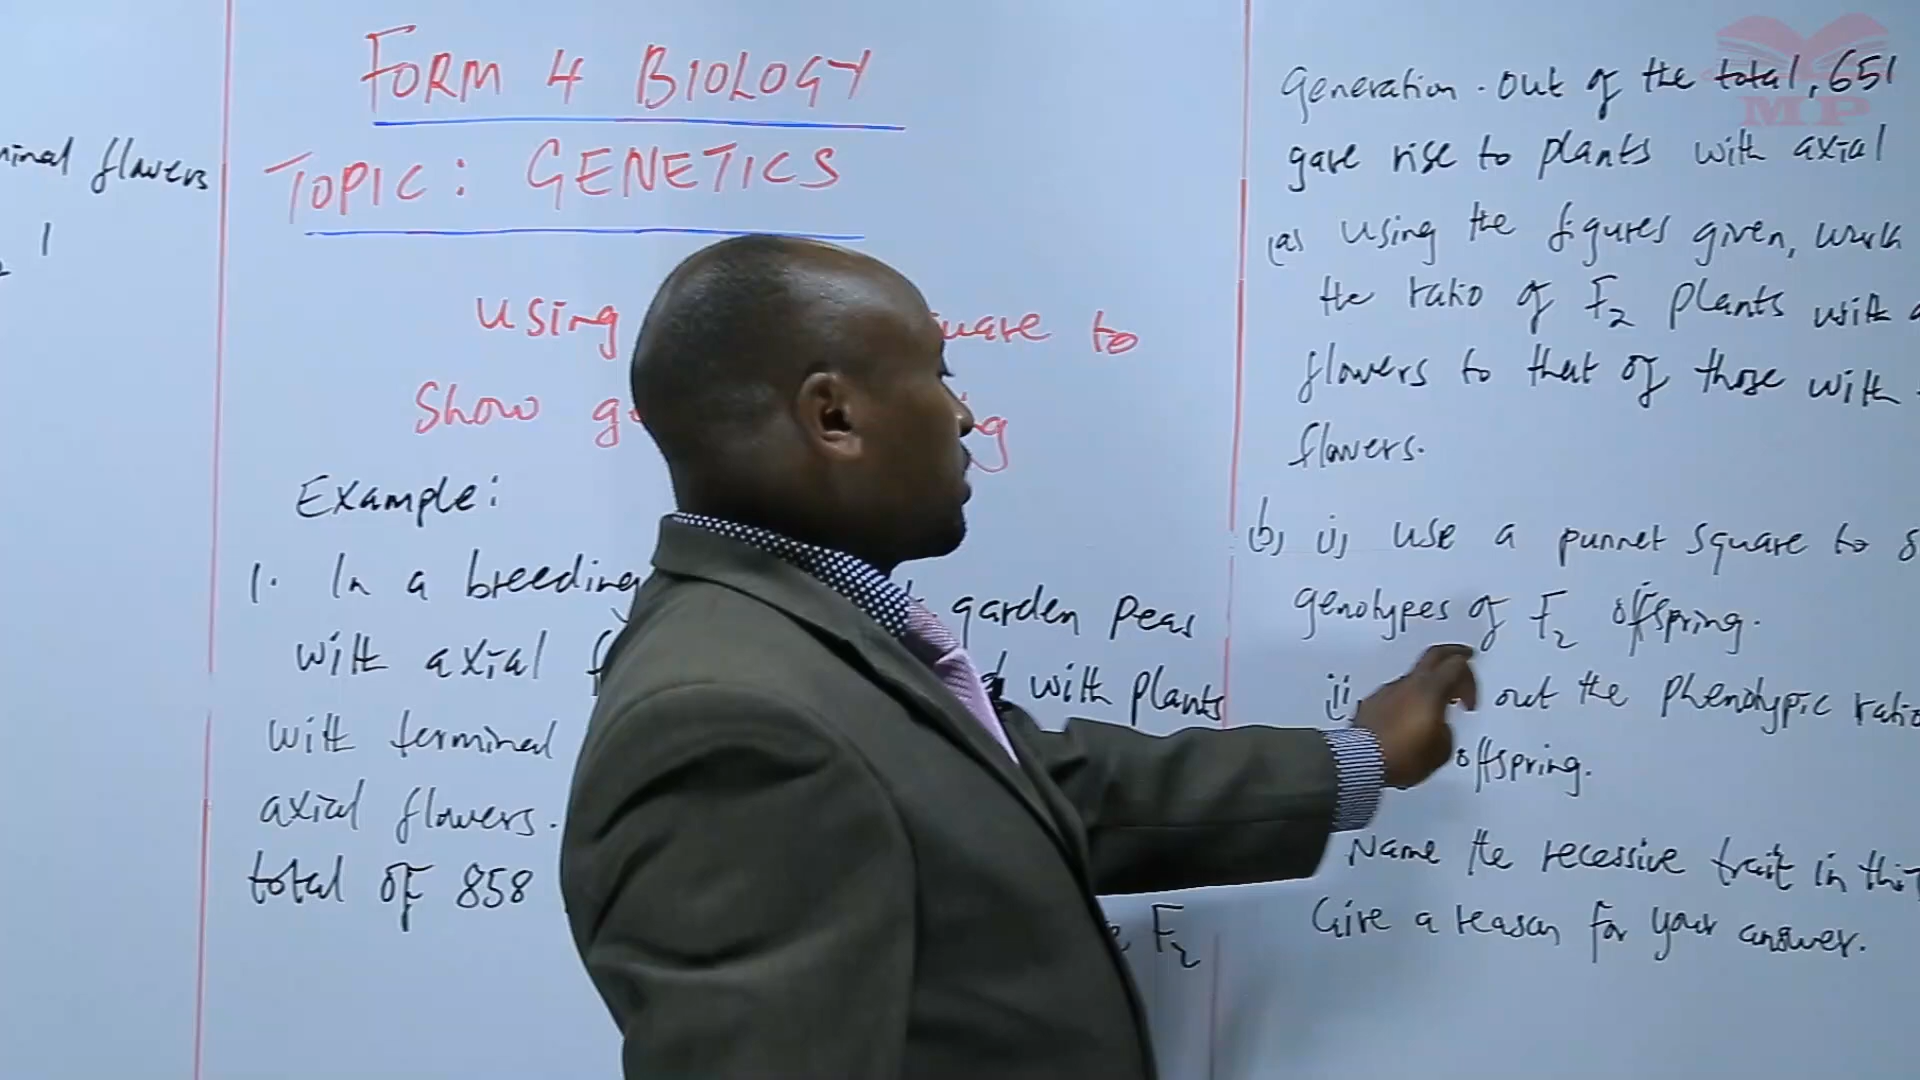 flowers
1
FORM 4 BIOLOGY
TOPIC: GENETICS
using to
Show
Example:
1. In a breeding garden peas
with axial with plants
with terminal
axial flowers.
total of 858
F2
Generation. Out of the total, 651
gave rise to plants with axial
(a) using the figures given, work
the ratio of F2 plants with
flowers to that of those with
flowers.
b) i) use a punnet square to
genotypes of F2 offspring.
ii) out the phenotypic ratio
offspring.
Name the recessive trait in this
Give a reason for your answer.
MP